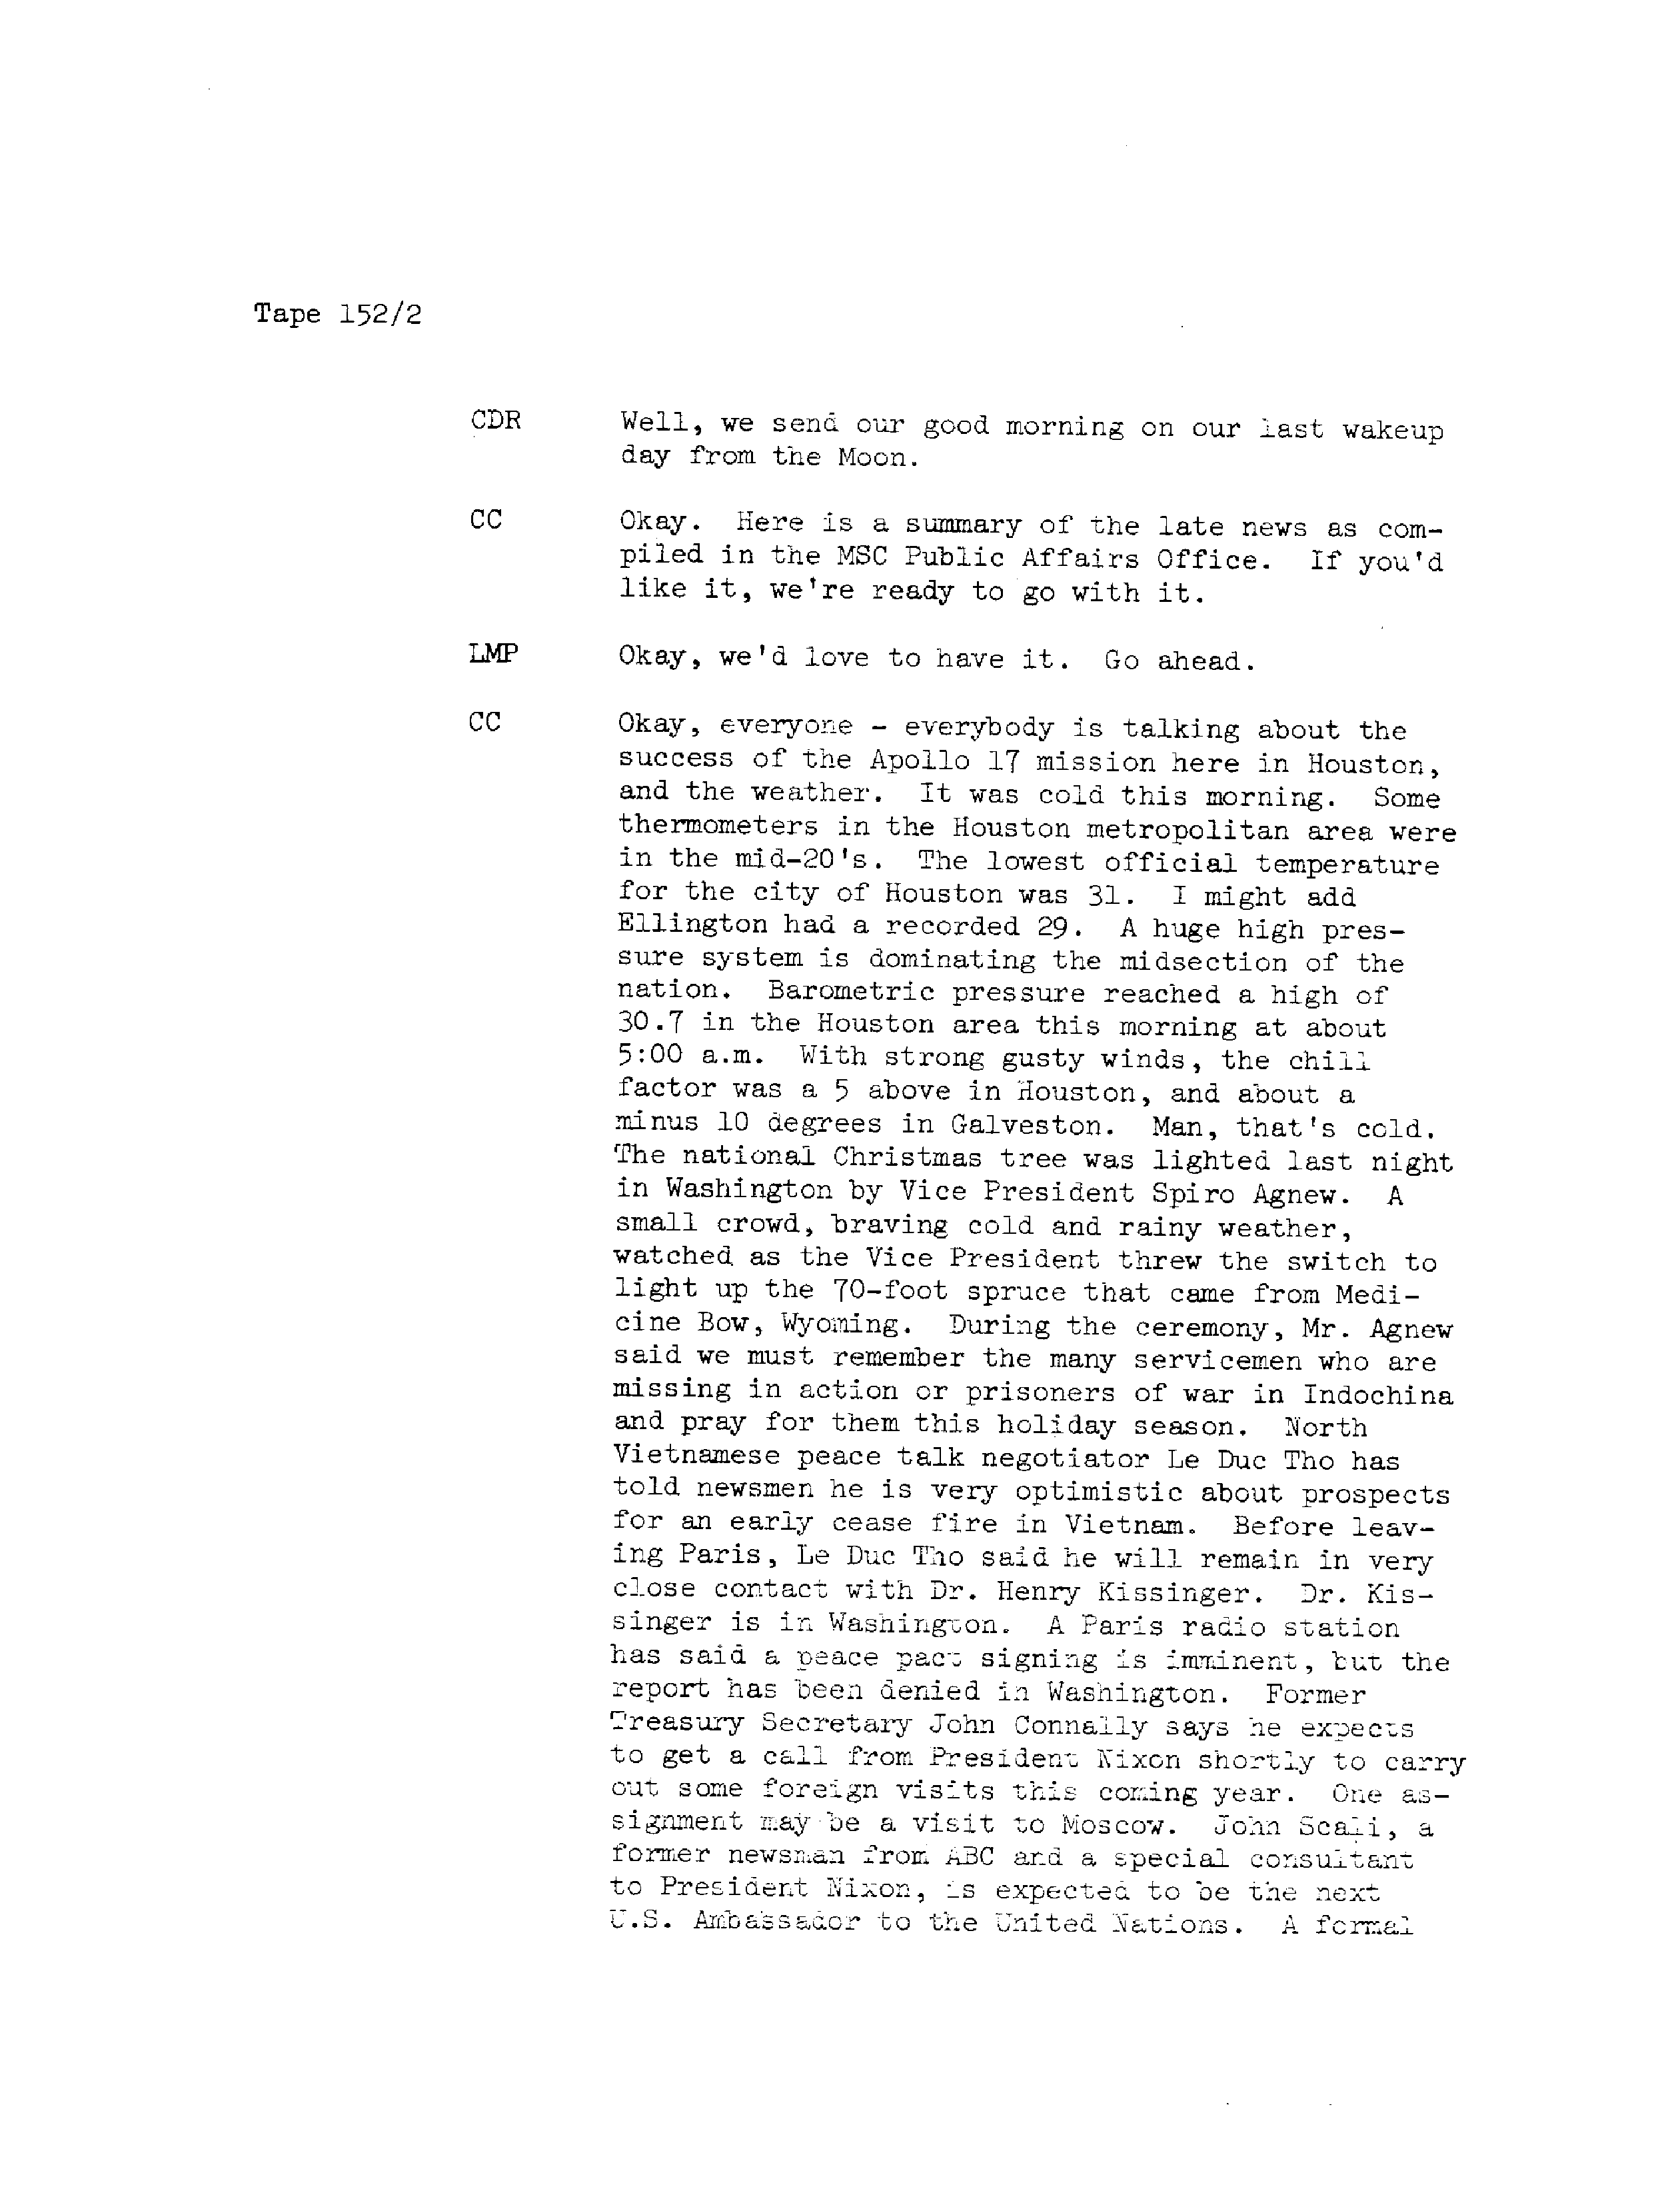 Tape 152/2
CDR Well, we send our good morning on our last wakeup
day from the Moon.
CC Okay. Here is a summary of the late news as com-
piled in the MSC Public Affairs Office. If you'd
like it, we're ready to go with it.
LMP Okay, we'd love to have it. Go ahead.
CC Okay, everyone - everybody is talking about the
success of the Apollo 17 mission here in Houston,
and the weather. It was cold this morning. Some
thermometers in the Houston metropolitan area were
in the mid-20's. The lowest official temperature
for the city of Houston was 31. I might add
Ellington had a recorded 29. A huge high pres-
sure system is dominating the midsection of the
nation. Barometric pressure reached a high of
30.7 in the Houston area this morning at about
5:00 a.m. With strong gusty winds, the chill
factor was a 5 above in Houston, and about a
minus 10 degrees in Galveston. Man, that's cold.
The national Christmas tree was lighted last night
in Washington by Vice President Spiro Agnew. A
small crowd, braving cold and rainy weather,
watched as the Vice President threw the switch to
light up the 70-foot spruce that came from Medi-
cine Bow, Wyoming. During the ceremony, Mr. Agnew
said we must remember the many servicemen who are
missing in action or prisoners of war in Indochina
and pray for them this holiday season. North
Vietnamese peace talk negotiator Le Duc Tho has
told newsmen he is very optimistic about prospects
for an early cease fire in Vietnam. Before leav-
ing Paris, Le Duc Tho said he will remain in very
close contact with Dr. Henry Kissinger. Dr. Kis-
singer is in Washington. A Paris radio station
has said a peace pact signing is imminent, but the
report has been denied in Washington. Former
Treasury Secretary John Connally says he expects
to get a call from President Nixon shortly to carry
out some foreign visits this coming year. One as-
signment may be a visit to Moscow. John Scali, a
former newsman from ABC and a special consultant
to President Nixon, is expected to be the next
U.S. Ambassador to the United Nations. A formal